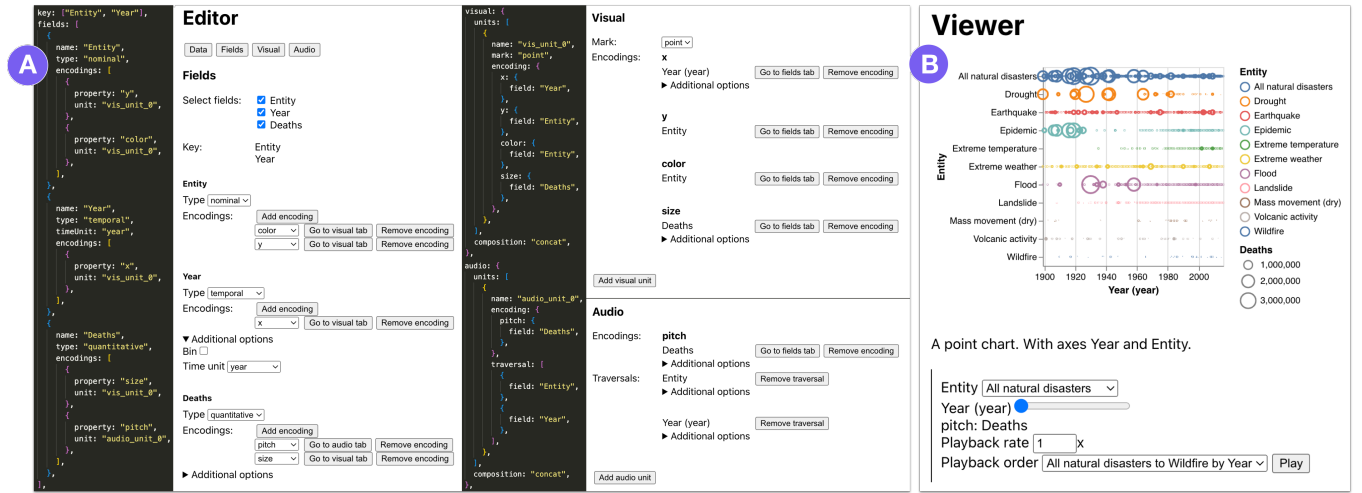 A
key: ["Entity", "Year"],
fields: [
{
name: "Entity",
type: "nominal",
encodings: [
{
property: "y",
unit: "vis_unit_0",
},
{
property: "color",
unit: "vis_unit_0",
},
],
},
{
name: "Year",
type: "temporal",
timeUnit: "year",
encodings: [
{
property: "x",
unit: "vis_unit_0",
},
],
},
{
name: "Deaths",
type: "quantitative",
encodings: [
{
property: "size",
unit: "vis_unit_0",
},
{
property: "pitch",
unit: "audio_unit_0",
},
],
},
],
Editor
Data Fields Visual Audio
Fields
Select fields: Entity
Year
Deaths
Key: Entity
Year
Entity
Type nominal
Encodings: Add encoding
color Go to visual tab Remove encoding
y Go to visual tab Remove encoding
Year
Type temporal
Encodings: Add encoding
x Go to visual tab Remove encoding
▼ Additional options
Bin
Time unit year
Deaths
Type quantitative
Encodings: Add encoding
pitch Go to audio tab Remove encoding
size Go to visual tab Remove encoding
▶ Additional options
visual: {
units: [
{
name: "vis_unit_0",
mark: "point",
encoding: {
x: {
field: "Year",
},
y: {
field: "Entity",
},
color: {
field: "Entity",
},
size: {
field: "Deaths",
},
},
},
],
composition: "concat",
},
audio: {
units: [
{
name: "audio_unit_0",
encoding: {
pitch: {
field: "Deaths",
},
},
traversal: [
{
field: "Entity",
},
{
field: "Year",
},
],
},
],
composition: "concat",
},
Visual
Mark: point
Encodings: x
Year (year) Go to fields tab Remove encoding
▶ Additional options
y
Entity Go to fields tab Remove encoding
color
Entity Go to fields tab Remove encoding
size
Deaths Go to fields tab Remove encoding
▶ Additional options
Add visual unit
Audio
Encodings: pitch
Deaths Go to fields tab Remove encoding
▶ Additional options
Traversals: Entity Remove traversal
▶ Additional options
Year (year) Remove traversal
▶ Additional options
Add audio unit
B
Viewer
Entity
All natural disasters
Drought
Earthquake
Epidemic
Extreme temperature
Extreme weather
Flood
Landslide
Mass movement (dry)
Volcanic activity
Wildfire
1900 1920 1940 1960 1980 2000
Year (year)
Entity
All natural disasters
Drought
Earthquake
Epidemic
Extreme temperature
Extreme weather
Flood
Landslide
Mass movement (dry)
Volcanic activity
Wildfire
Deaths
1,000,000
2,000,000
3,000,000
A point chart. With axes Year and Entity.
Entity All natural disasters
Year (year)
pitch: Deaths
Playback rate 1 x
Playback order All natural disasters to Wildfire by Year Play